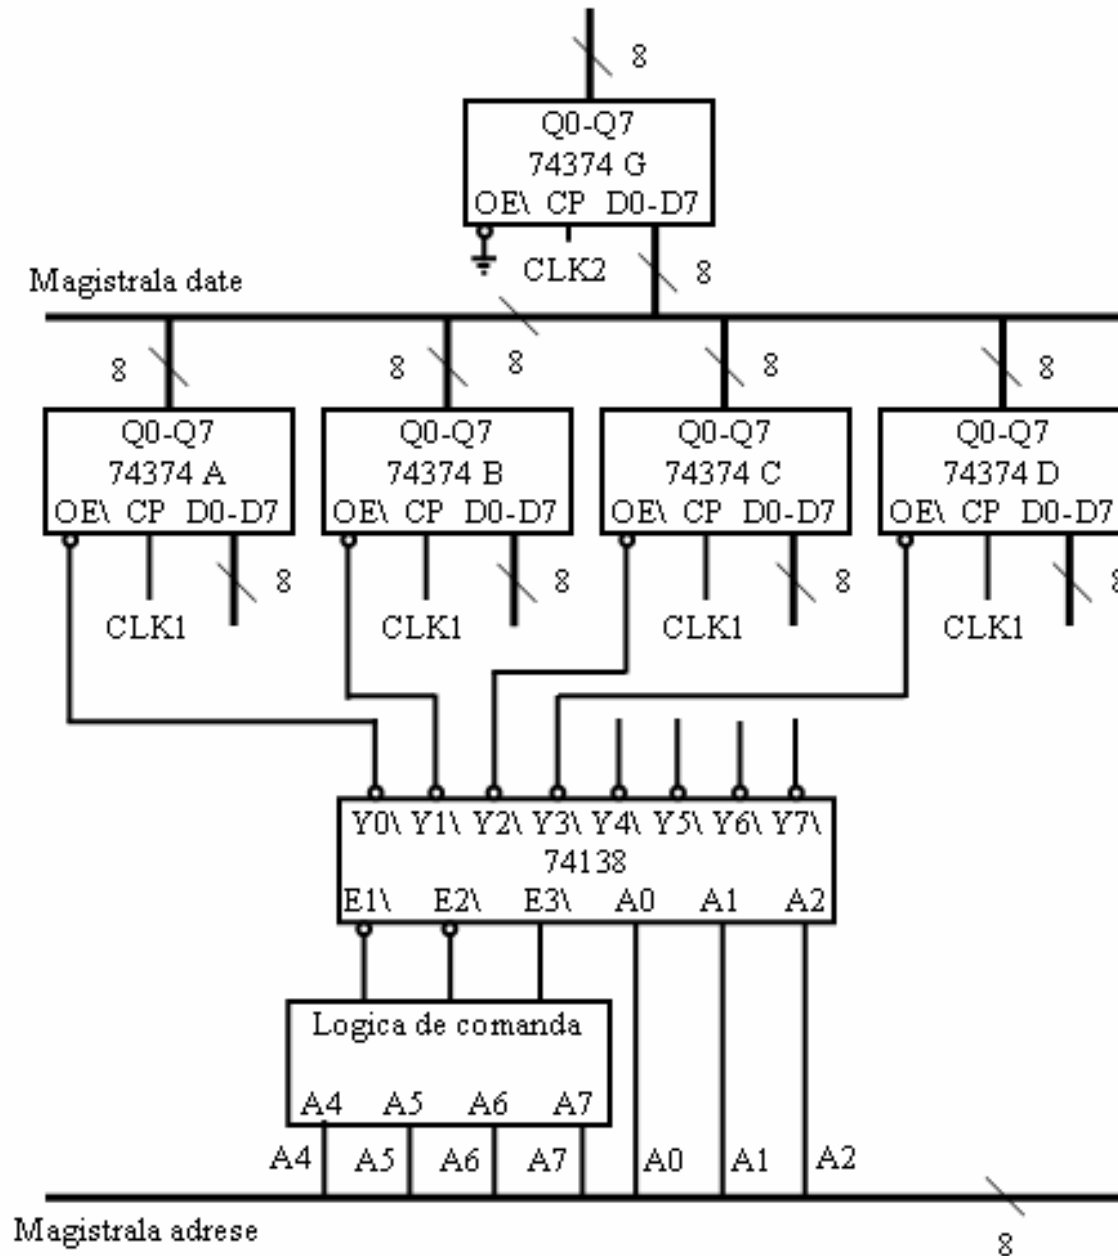 8
Q0-Q7
74374 G
OE\ CP D0-D7
CLK2
8
Magistrala date
8
8
8
8
8
Q0-Q7
74374 A
OE\ CP D0-D7
Q0-Q7
74374 B
OE\ CP D0-D7
Q0-Q7
74374 C
OE\ CP D0-D7
Q0-Q7
74374 D
OE\ CP D0-D7
8
8
8
8
CLK1
CLK1
CLK1
CLK1
Y0\ Y1\ Y2\ Y3\ Y4\ Y5\ Y6\ Y7\
74138
E1\ E2\ E3\ A0 A1 A2
Logica de comanda
A4 A5 A6 A7
A4 A5 A6 A7 A0 A1 A2
Magistrala adrese
8